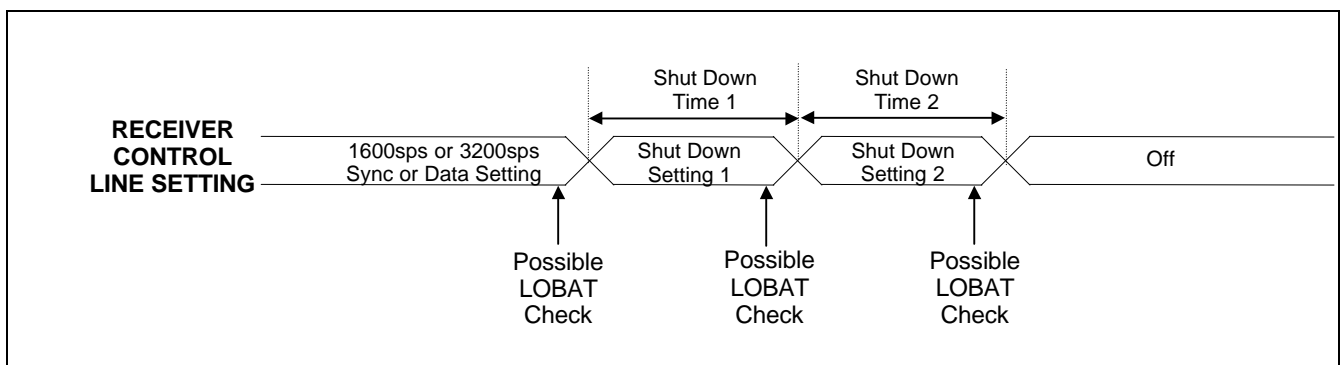 Shut Down
Time 1
Shut Down
Time 2
RECEIVER
CONTROL
LINE SETTING
1600sps or 3200sps
Sync or Data Setting
Shut Down
Setting 1
Shut Down
Setting 2
Off
Possible
LOBAT
Check
Possible
LOBAT
Check
Possible
LOBAT
Check